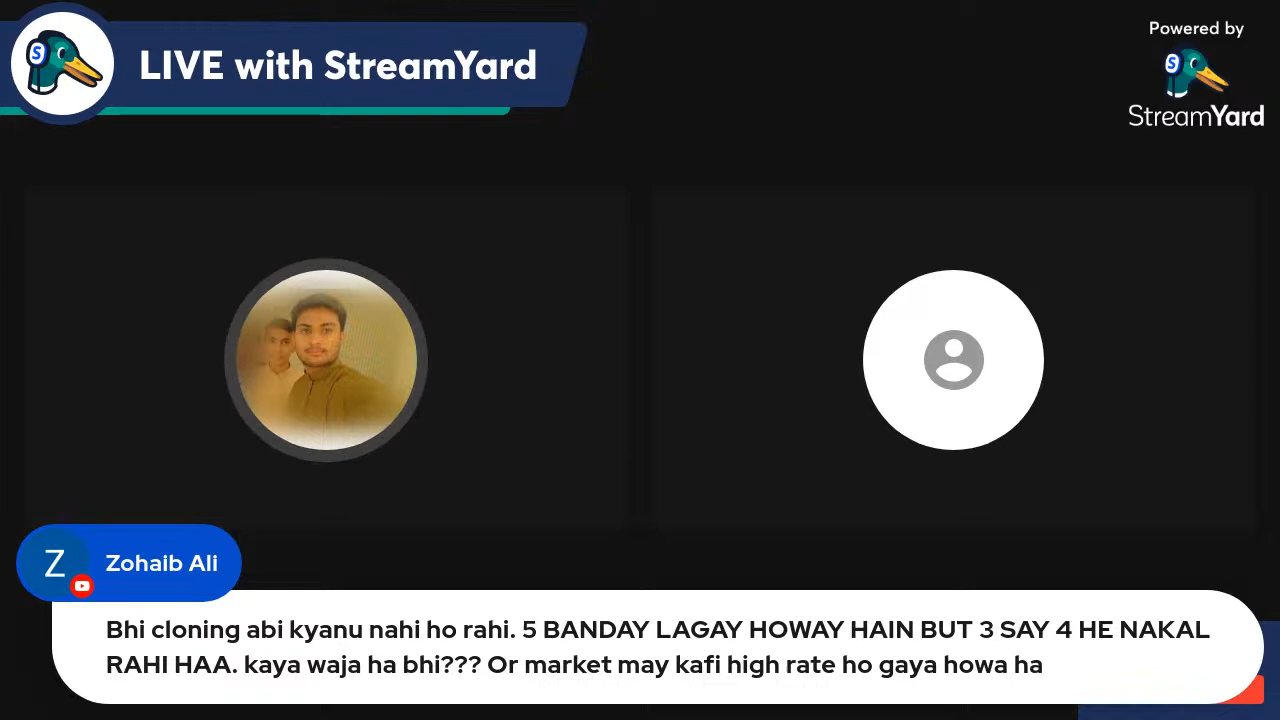 LIVE with StreamYard
Powered by
S
StreamYard
S
Z
Zohaib Ali
Bhi cloning abi kyanu nahi ho rahi. 5 BANDAY LAGAY HOWAY HAIN BUT 3 SAY 4 HE NAKAL
RAHI HAA. kaya waja ha bhi??? Or market may kafi high rate ho gaya howa ha